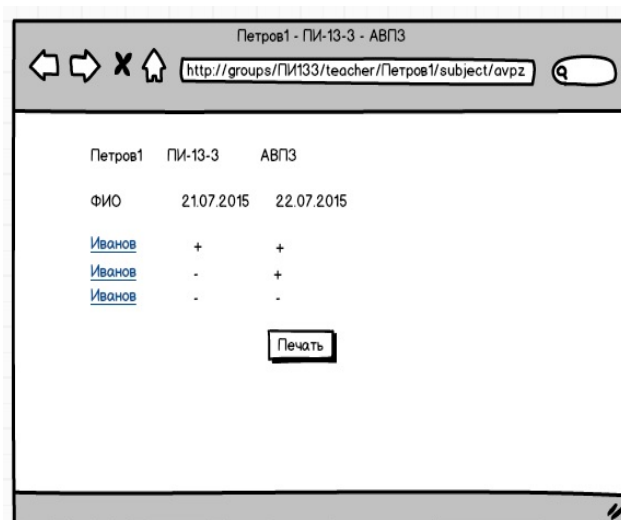 Петров1 - ПИ-13-3 - АВПЗ
http://groups/ПИ133/teacher/Петров1/subject/avpz
Петров1 ПИ-13-3 АВПЗ
ФИО 21.07.2015 22.07.2015
Иванов + +
Иванов - +
Иванов - -
Печать